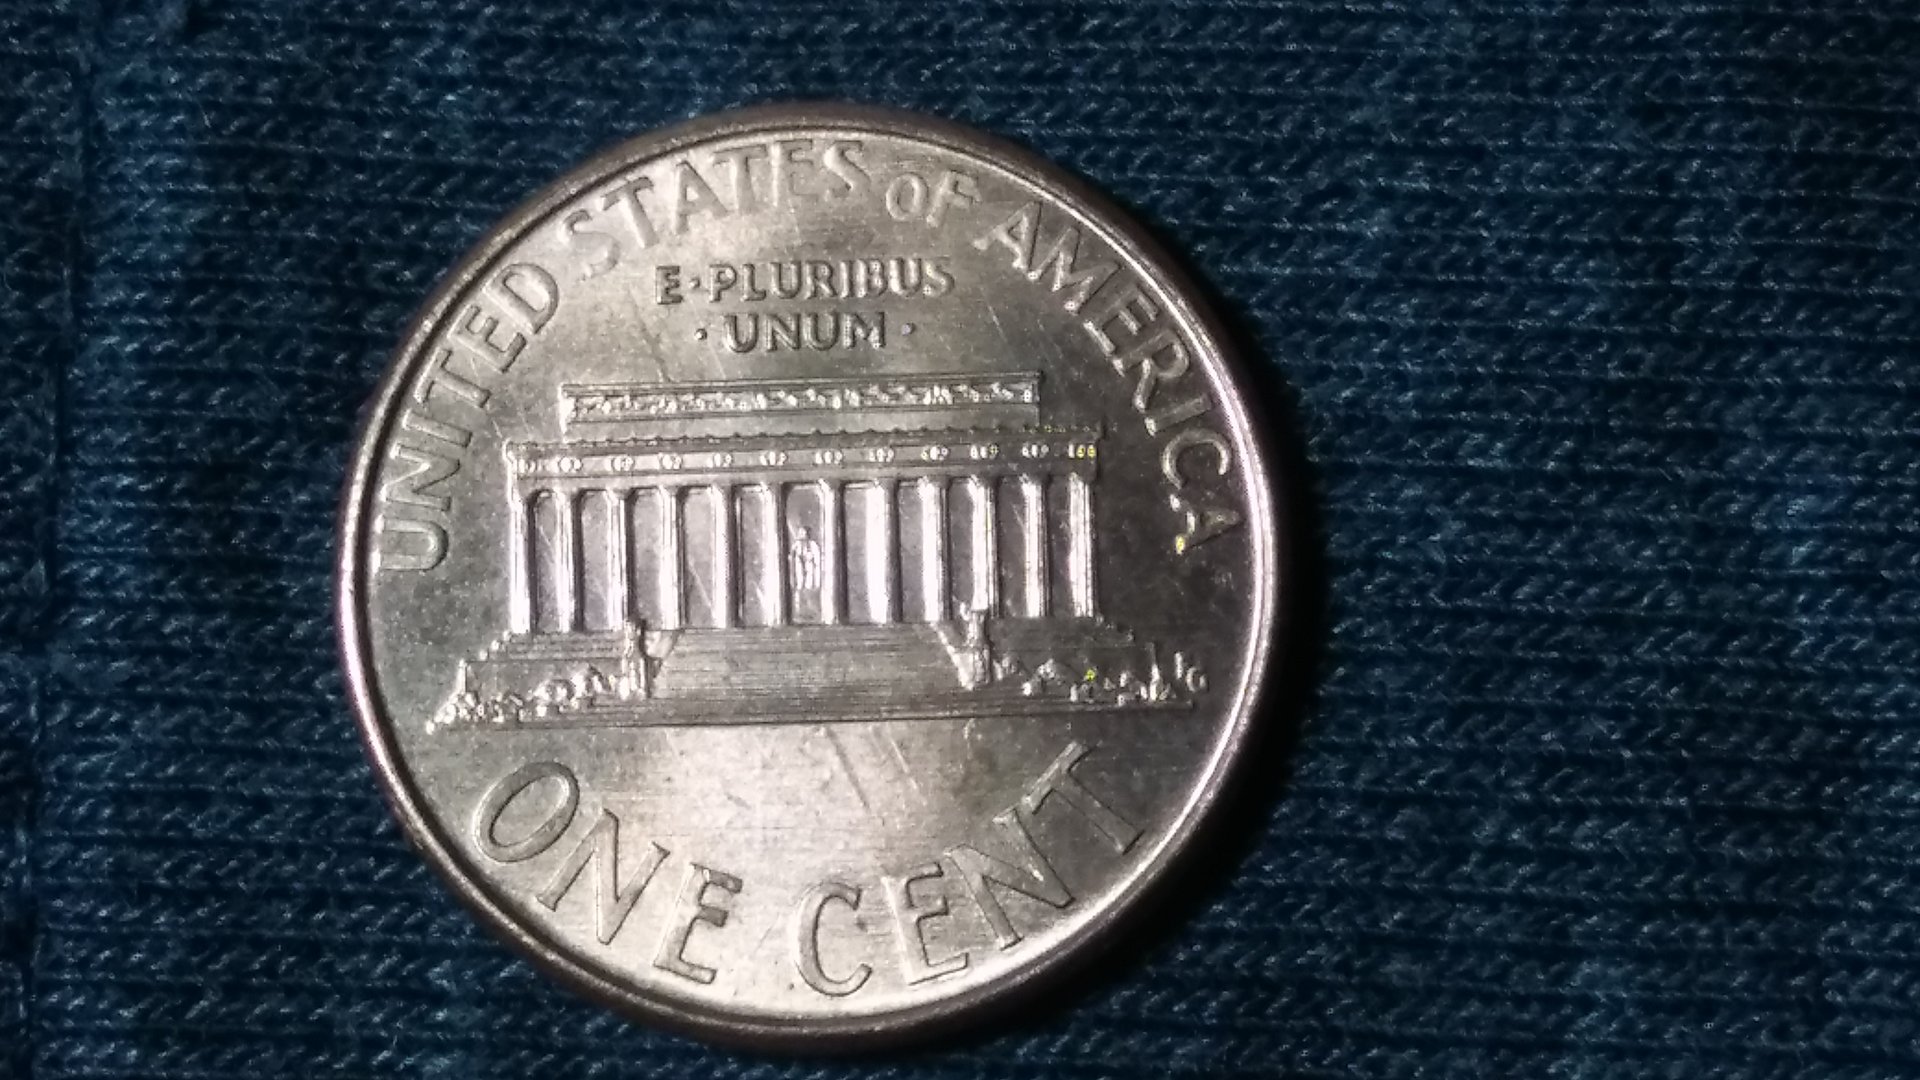 UNITED STATES OF AMERICA
E·PLURIBUS
·UNUM·
ONE CENT